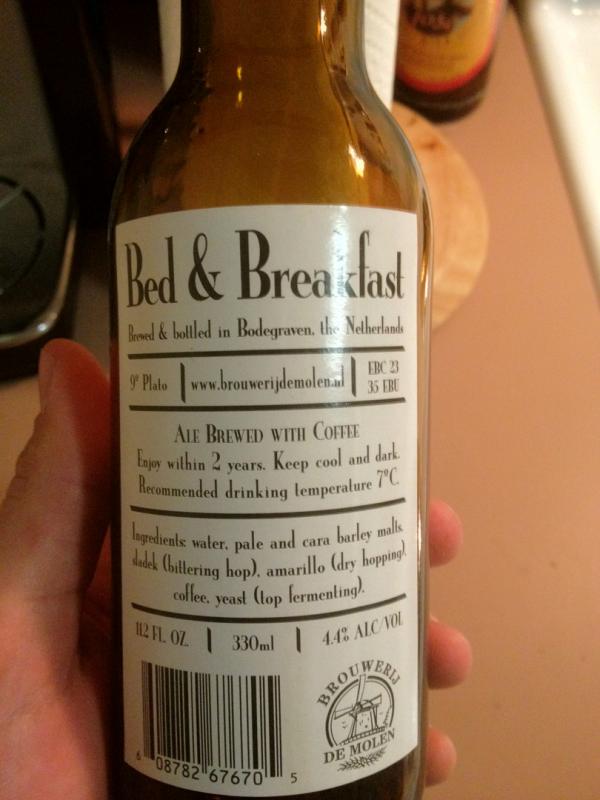 Bed & Breakfast
Brewed & bottled in Bodegraven, the Netherlands
9° Plato
www.brouwerijdemolen.nl
EBC 23
35 EBU
ALE BREWED WITH COFFEE
Enjoy within 2 years. Keep cool and dark.
Recommended drinking temperature 7°C.
Ingredients: water, pale and cara barley malts,
sladek (bittering hop), amarillo (dry hopping),
coffee, yeast (top fermenting).
11.2 FL. OZ.
330ml
4.4% ALC/VOL
BROUWERIJ
DE MOLEN
6 08782 67670 5